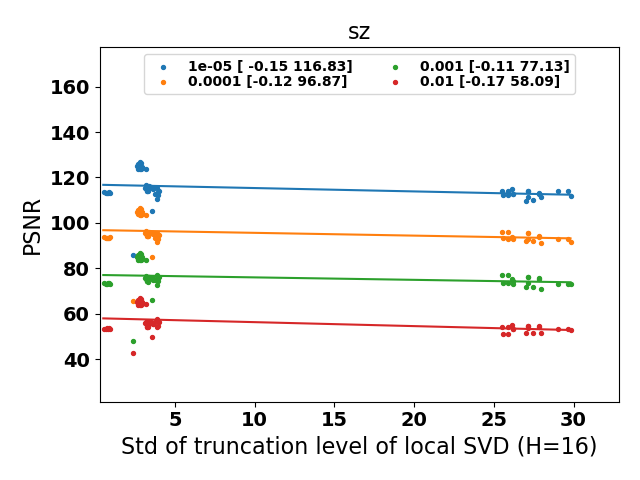 sz
1e-05 [ -0.15 116.83]
0.0001 [-0.12 96.87]
0.001 [-0.11 77.13]
0.01 [-0.17 58.09]
PSNR
160
140
120
100
80
60
40
5 10 15 20 25 30
Std of truncation level of local SVD (H=16)